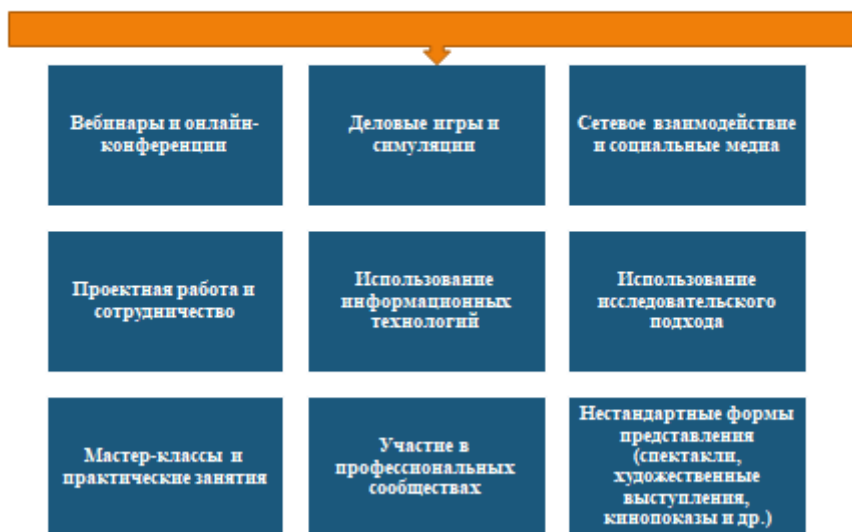 Вебинары и онлайн-
конференции
Деловые игры и
симуляции
Сетевое взаимодействие
и социальные медиа
Проектная работа и
сотрудничество
Использование
информационных
технологий
Использование
исследовательского
подхода
Мастер-классы и
практические занятия
Участие в
профессиональных
сообществах
Нестандартные формы
представления
(спектакли,
художественные
выступления,
кинопоказы и др.)